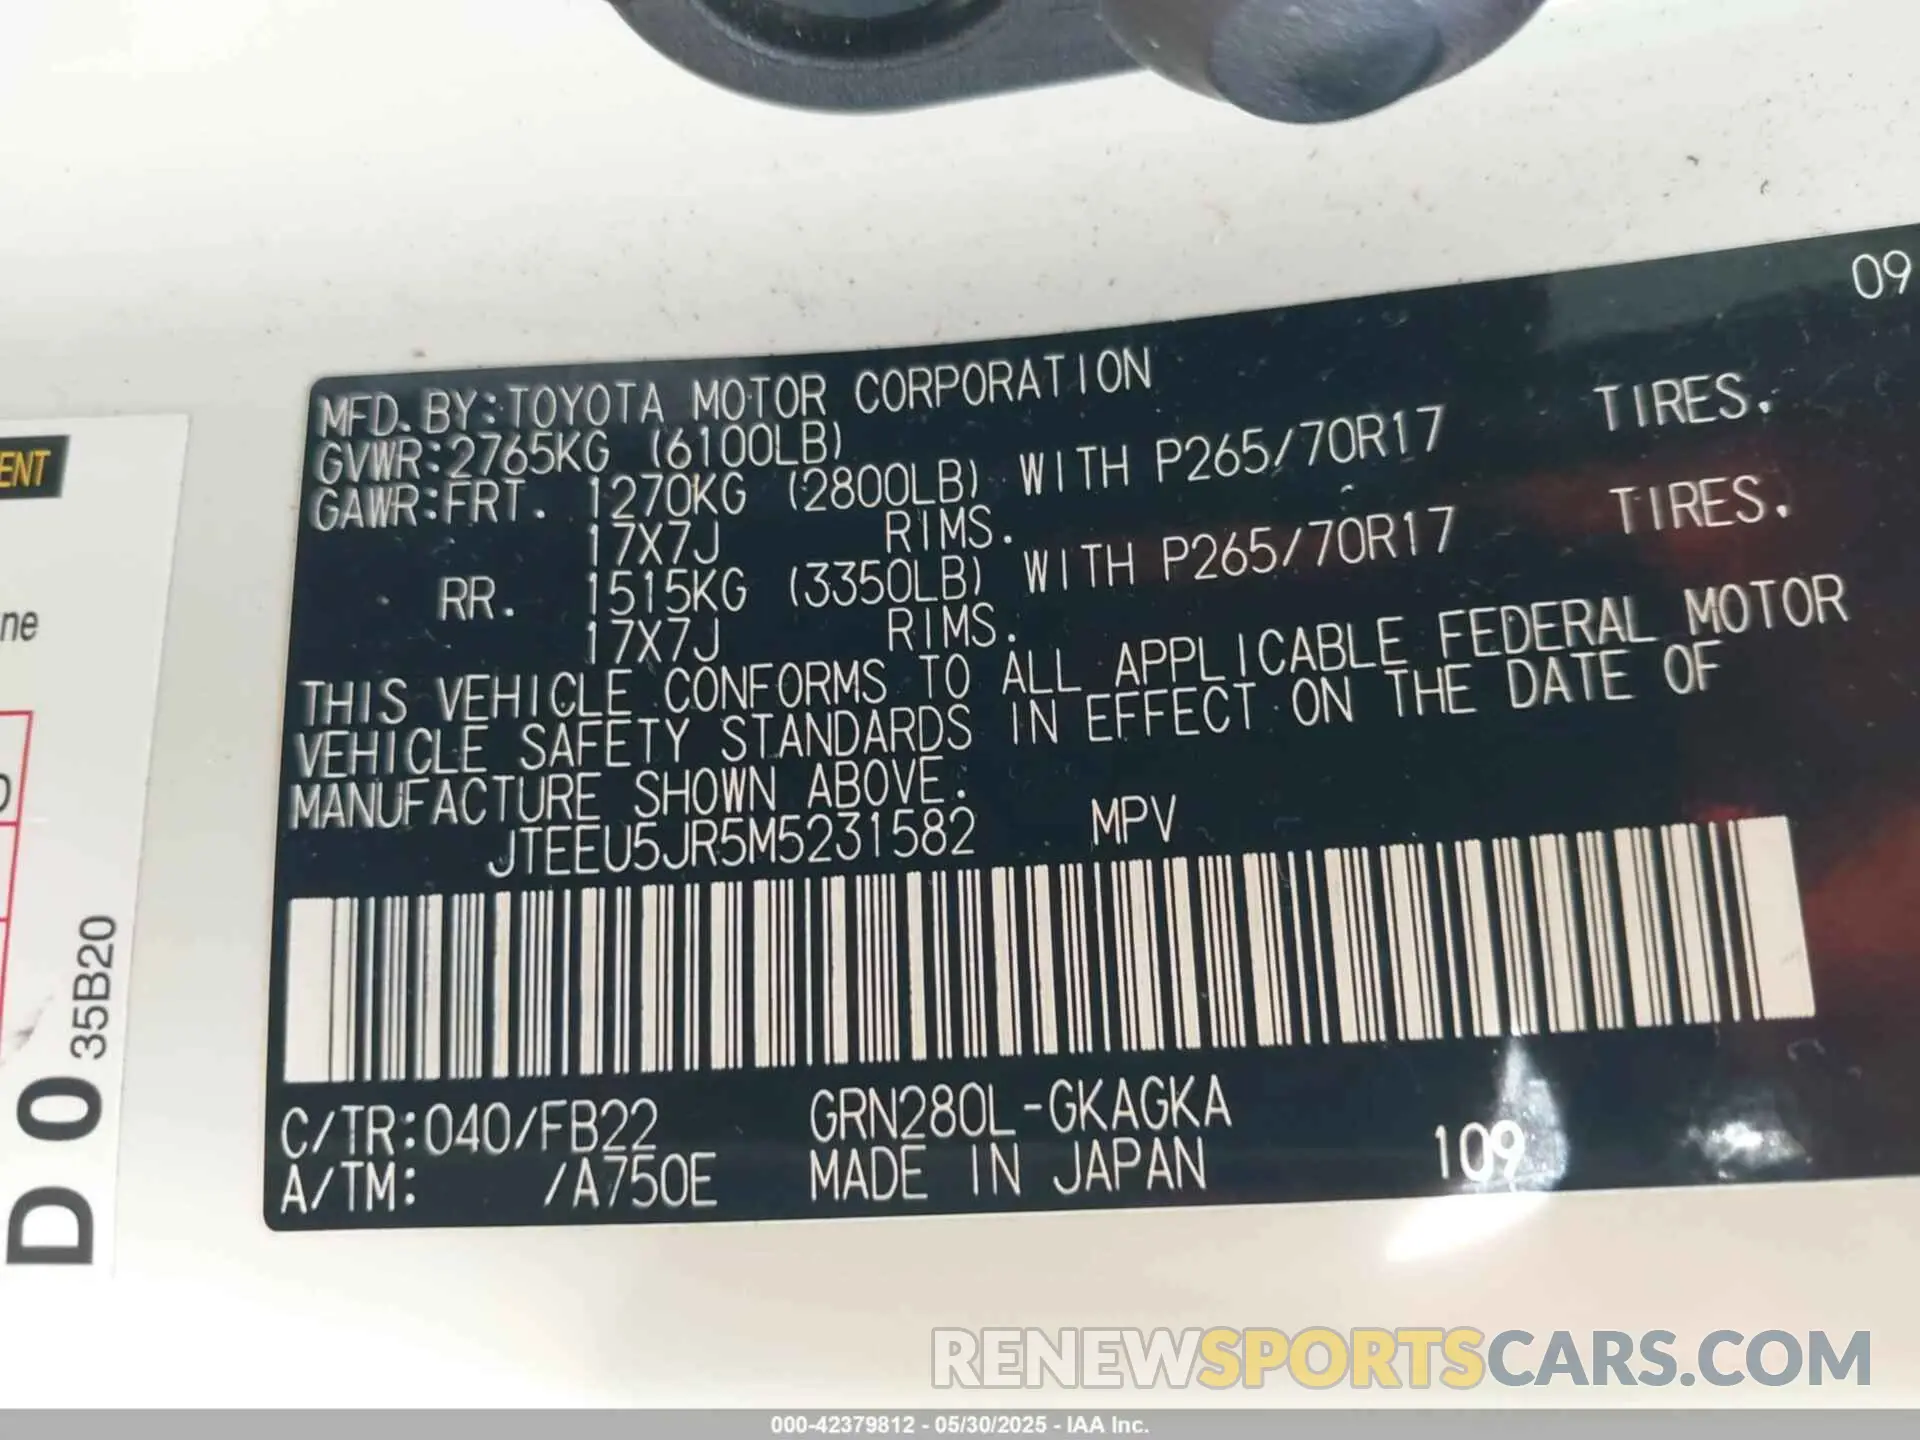 09
MFD. BY: TOYOTA MOTOR CORPORATION
GVWR: 2765KG (6100LB)
GAWR: FRT. 1270KG (2800LB) WITH P265/70R17 TIRES.
17X7J RIMS.
RR. 1515KG (3350LB) WITH P265/70R17 TIRES.
17X7J RIMS.
THIS VEHICLE CONFORMS TO ALL APPLICABLE FEDERAL MOTOR
VEHICLE SAFETY STANDARDS IN EFFECT ON THE DATE OF
MANUFACTURE SHOWN ABOVE.
JTEEU5JR5M5231582 MPV
C/TR: 040/FB22 GRN280L-GKAGKA
A/TM: /A750E MADE IN JAPAN 109
ENT
ne
D
D 0 35B20
RENEWSPORTSCARS.COM
000-42379812 - 05/30/2025 - IAA Inc.